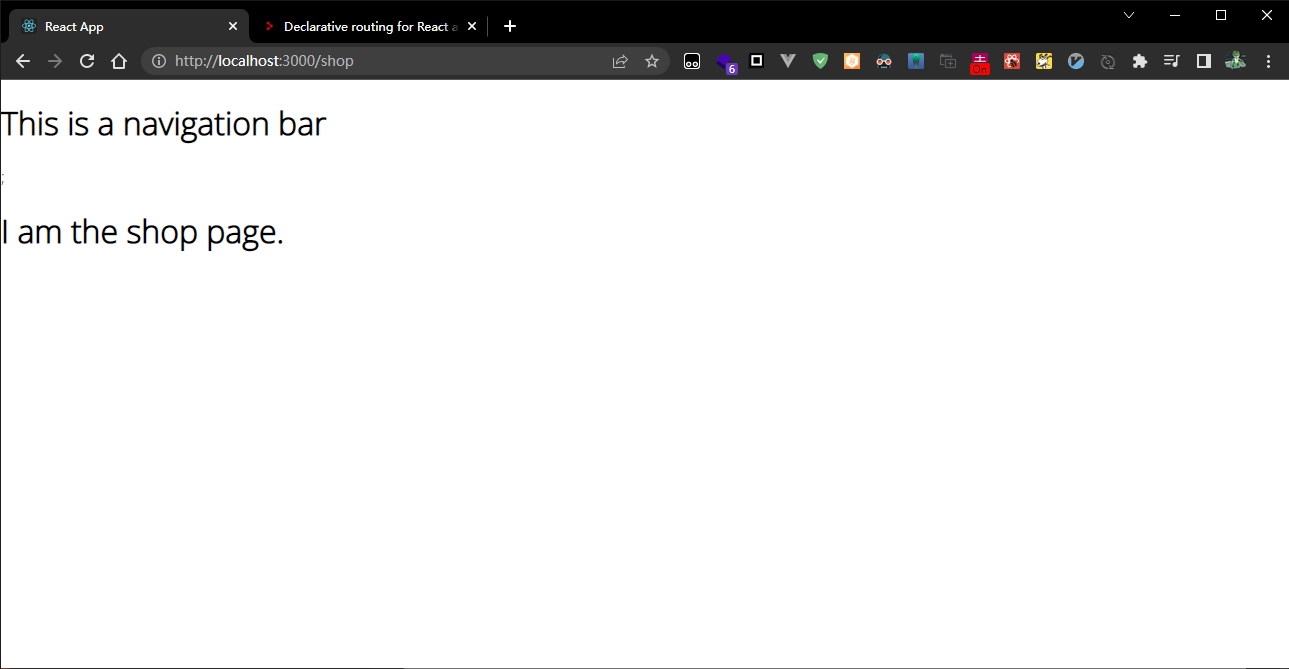 React App
Declarative routing for React a
http://localhost:3000/shop
6
On
This is a navigation bar
;
I am the shop page.